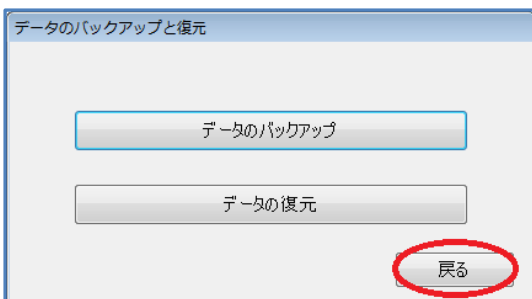 データのバックアップと復元
データのバックアップ
データの復元
戻る